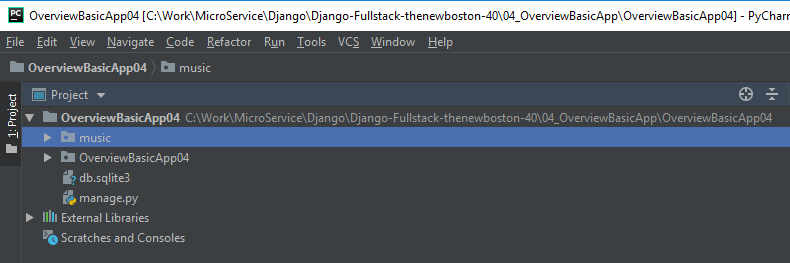 PC OverviewBasicApp04 [C:\Work\MicroService\Django\Django-Fullstack-thenewboston-40\04_OverviewBasicApp\OverviewBasicApp04] - PyCharm
File Edit View Navigate Code Refactor Run Tools VCS Window Help
OverviewBasicApp04 music
1: Project
Project
OverviewBasicApp04 C:\Work\MicroService\Django\Django-Fullstack-thenewboston-40\04_OverviewBasicApp\OverviewBasicApp04
music
OverviewBasicApp04
db.sqlite3
manage.py
External Libraries
Scratches and Consoles